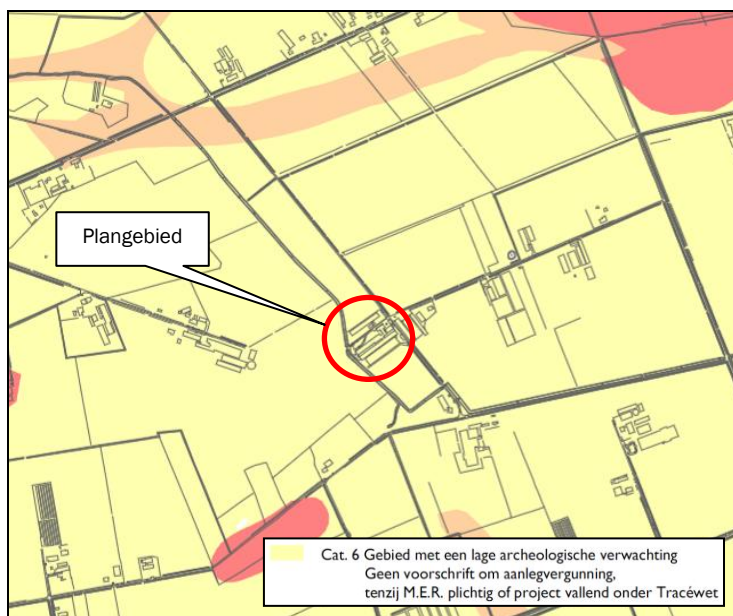 Plangebied
Cat. 6 Gebied met een lage archeologische verwachting
Geen voorschrift om aanlegvergunning,
tenzij M.E.R. plichtig of project vallend onder Tracéwet